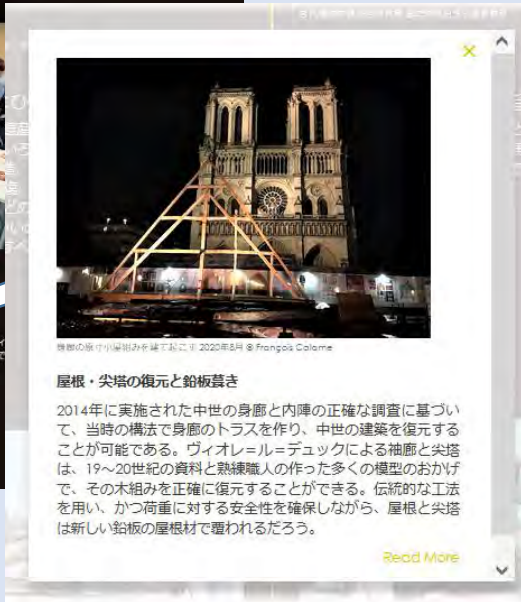 身廊の原寸小屋組みを建て起こす 2020年8月 © François Calame
屋根・尖塔の復元と鉛板葺き
2014年に実施された中世の身廊と内陣の正確な調査に基づい
て、当時の構法で身廊のトラスを作り、中世の建築を復元する
ことが可能である。ヴィオレ=ル=デュックによる袖廊と尖塔
は、19～20世紀の資料と熟練職人の作った多くの模型のおかげ
で、その木組みを正確に復元することができる。伝統的な工法
を用い、かつ荷重に対する安全性を確保しながら、屋根と尖塔
は新しい鉛板の屋根材で覆われるだろう。
Read More